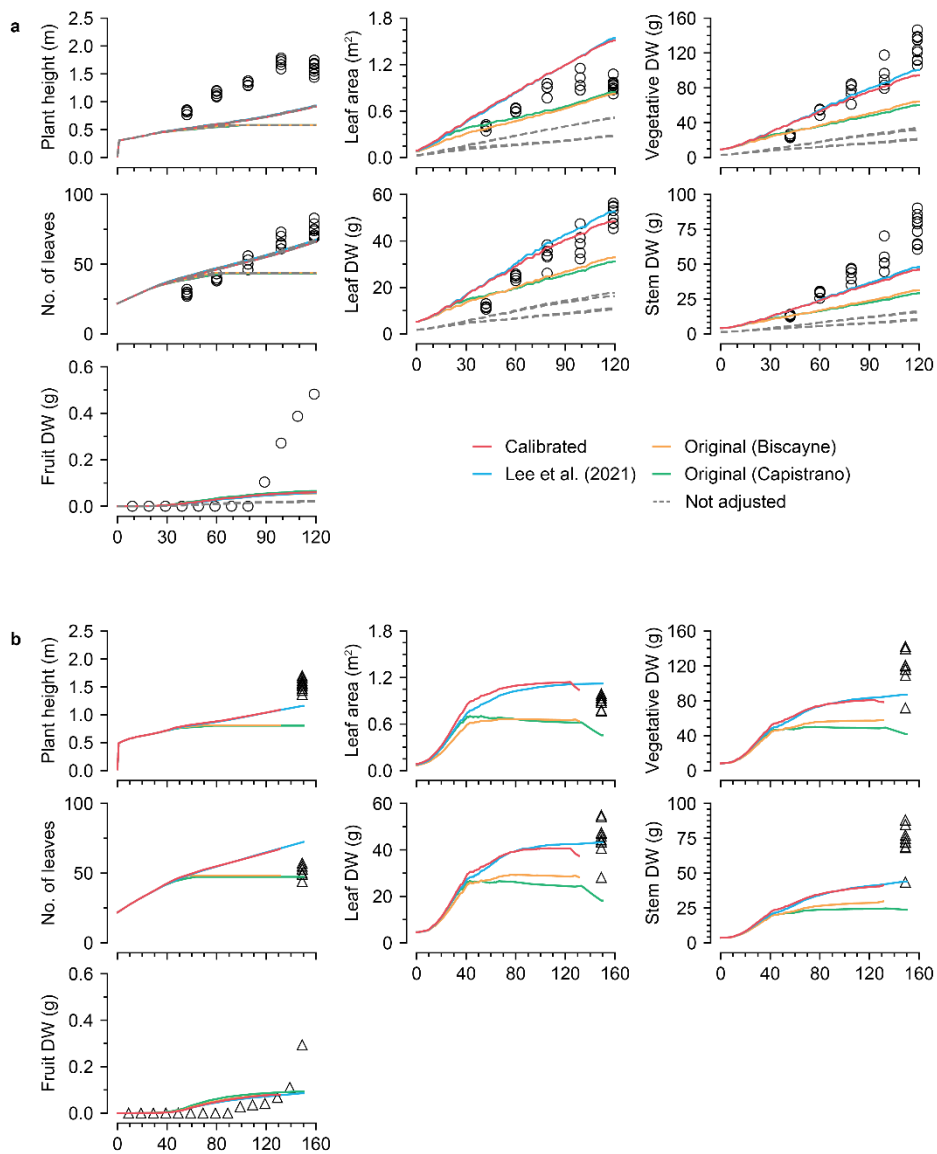 a
Plant height (m)
2.5
2.0
1.5
1.0
0.5
0.0
Leaf area (m²)
1.8
1.2
0.6
0.0
Vegetative DW (g)
160
120
80
40
0
No. of leaves
100
75
50
25
0
Leaf DW (g)
60
40
20
0
0 30 60 90 120
Stem DW (g)
100
75
50
25
0
0 30 60 90 120
Fruit DW (g)
0.6
0.4
0.2
0.0
0 30 60 90 120
Calibrated
Lee et al. (2021)
Original (Biscayne)
Original (Capistrano)
Not adjusted
b
Plant height (m)
2.5
2.0
1.5
1.0
0.5
0.0
Leaf area (m²)
1.8
1.2
0.6
0.0
Vegetative DW (g)
160
120
80
40
0
No. of leaves
100
75
50
25
0
Leaf DW (g)
60
40
20
0
0 40 80 120 160
Stem DW (g)
100
75
50
25
0
0 40 80 120 160
Fruit DW (g)
0.6
0.4
0.2
0.0
0 40 80 120 160